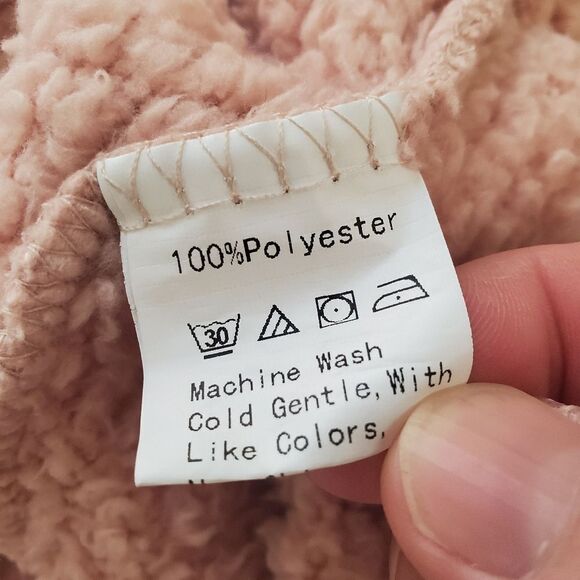 100%Polyester
30
Machine Wash
Cold Gentle, With
Like Colors,